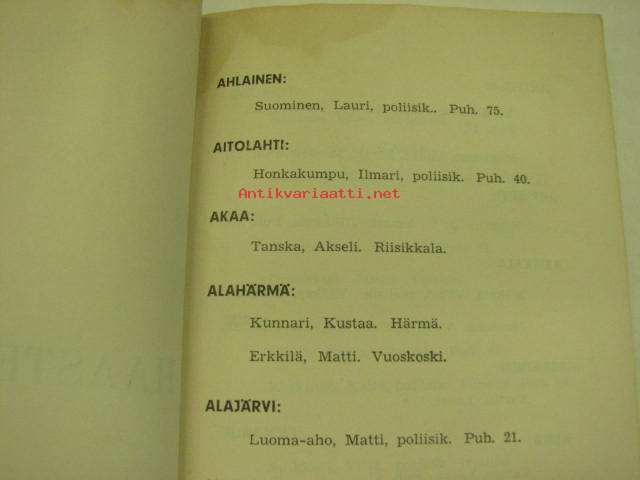 AHLAINEN:
Suominen, Lauri, poliisik.. Puh. 75.
AITOLAHTI:
Honkakumpu, Ilmari, poliisik. Puh. 40.
Antikvariaatti.net
AKAA:
Tanska, Akseli. Riisikkala.
ALAHÄRMÄ:
Kunnari, Kustaa. Härmä.
Erkkilä, Matti. Vuoskoski.
ALAJÄRVI:
Luoma-aho, Matti, poliisik. Puh. 21.